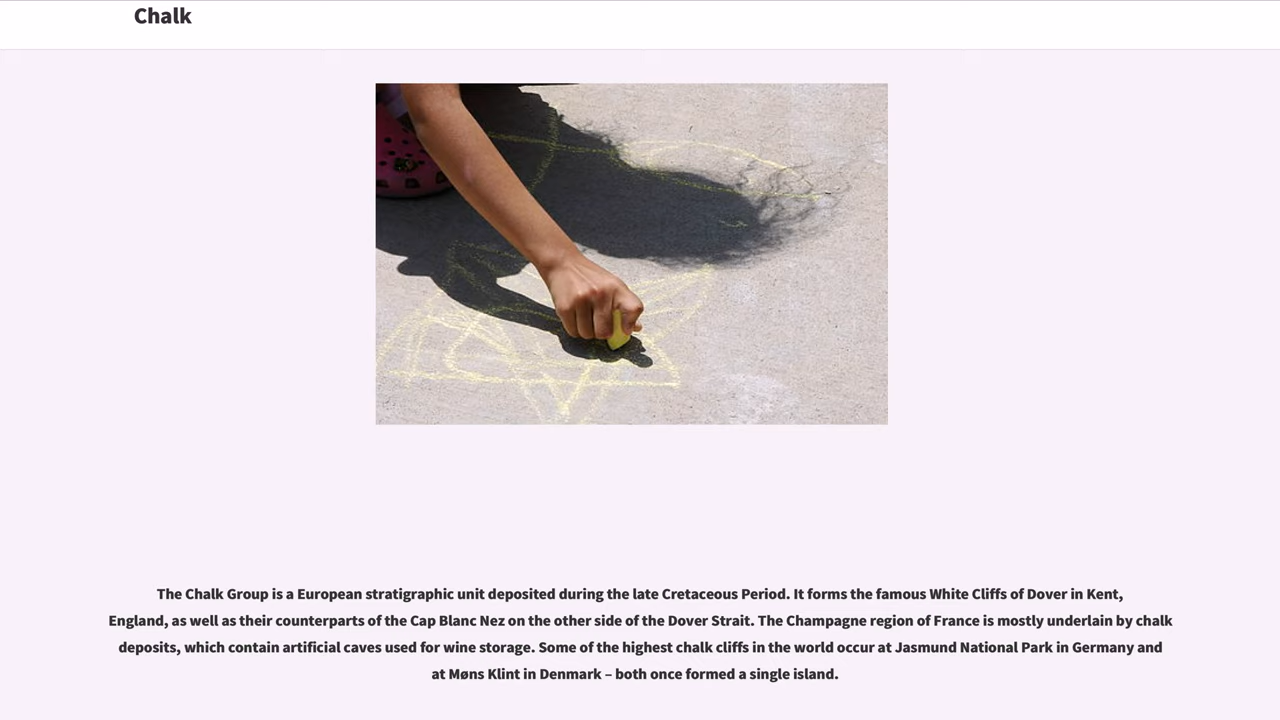 Chalk
The Chalk Group is a European stratigraphic unit deposited during the late Cretaceous Period. It forms the famous White Cliffs of Dover in Kent,
England, as well as their counterparts of the Cap Blanc Nez on the other side of the Dover Strait. The Champagne region of France is mostly underlain by chalk
deposits, which contain artificial caves used for wine storage. Some of the highest chalk cliffs in the world occur at Jasmund National Park in Germany and
at Møns Klint in Denmark – both once formed a single island.